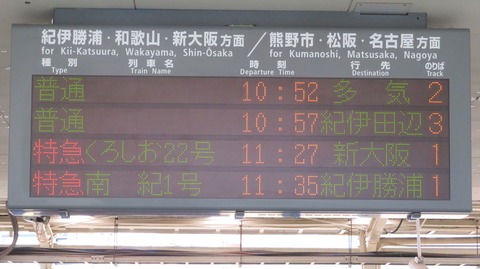 紀伊勝浦・和歌山・新大阪方面／熊野市・松阪・名古屋方面
for Kii-Katsuura, Wakayama, Shin-Ōsaka for Kumanoshi, Matsusaka, Nagoya
種別 列車名 時刻 行先 のりば
Type Train Name Departure Time Destination Track
普通 10:52 多気 2
普通 10:57 紀伊田辺 3
特急 くろしお22号 11:27 新大阪 1
特急 南紀1号 11:35 紀伊勝浦 1